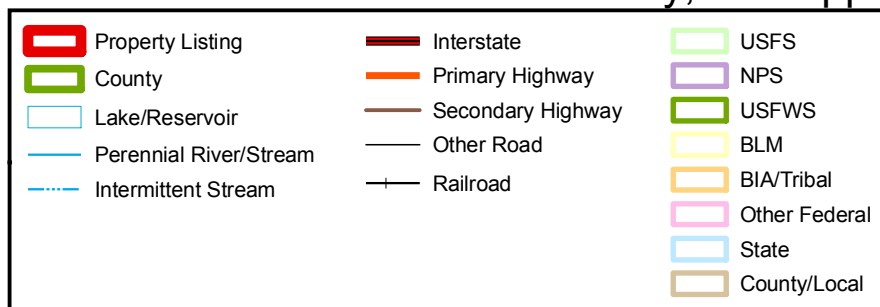 Property Listing
County
Lake/Reservoir
Perennial River/Stream
Intermittent Stream
Interstate
Primary Highway
Secondary Highway
Other Road
Railroad
USFS
NPS
USFWS
BLM
BIA/Tribal
Other Federal
State
County/Local